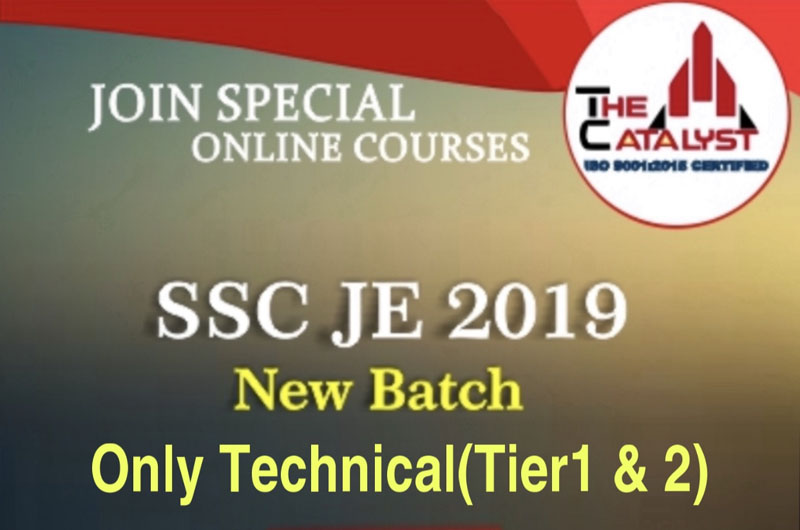 JOIN SPECIAL
ONLINE COURSES
THE
CATALYST
ISO 9001:2015 CERTIFIED
SSC JE 2019
New Batch
Only Technical(Tier1 & 2)